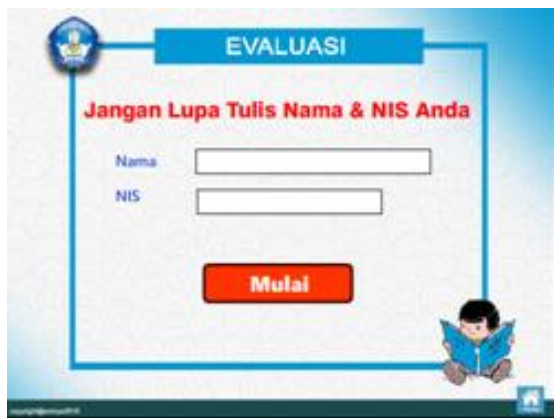 EVALUASI
Jangan Lupa Tulis Nama & NIS Anda
Nama
NIS
Mulai